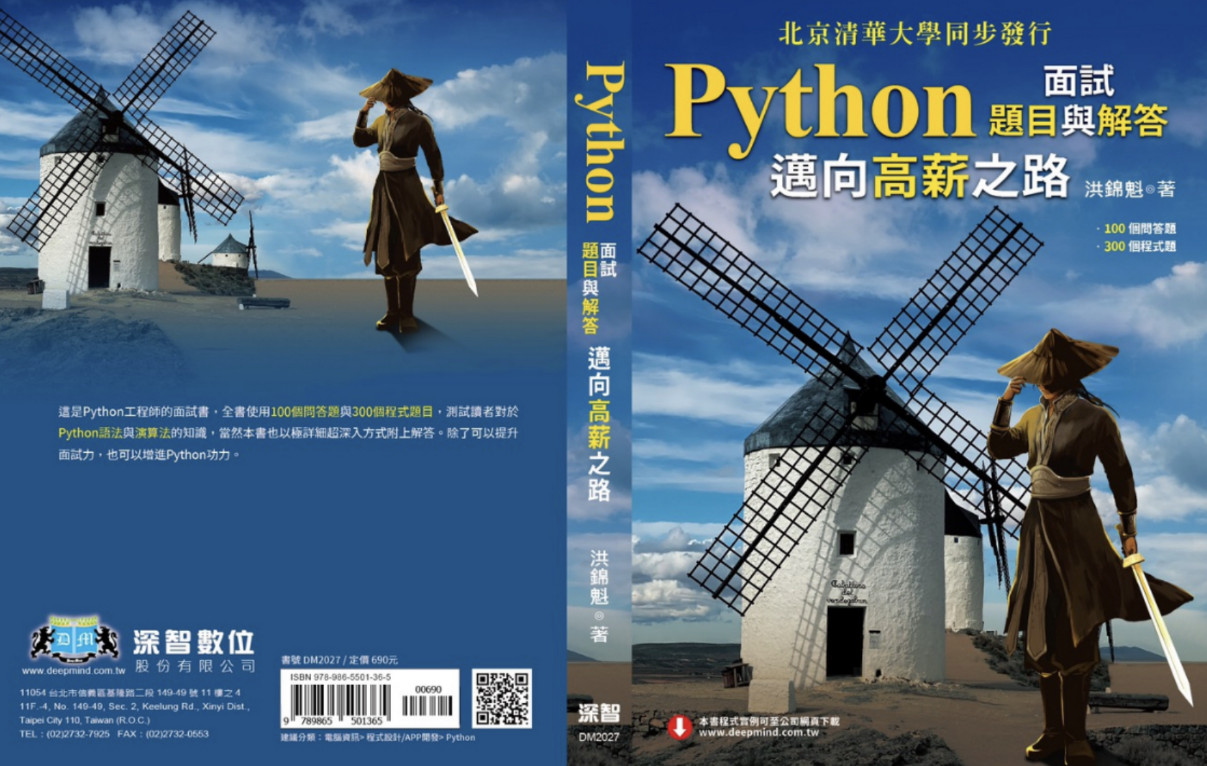 這是Python工程師的面試書，全書使用100個問答題與300個程式題目，測試讀者對於
Python語法與演算法的知識，當然本書也以極詳細超深入方式附上解答。除了可以提升
面試力，也可以增進Python功力。
DM
深智數位
股份有限公司
www.deepmind.com.tw
11054 台北市信義區基隆路二段 149-49 號 11 樓之 4
11F.-4, No. 149-49, Sec. 2, Keelung Rd., Xinyi Dist.,
Taipei City 110, Taiwan (R.O.C.)
TEL：(02)2732-7925 FAX：(02)2732-0553
書號 DM2027 / 定價 690元
ISBN 978-986-5501-36-5
00690
9 789865 501365
建議分類：電腦資訊> 程式設計/APP開發> Python
Python
面試
題目與解答
邁向高薪之路
洪錦魁◎著
深智
DM2027
北京清華大學同步發行
Python
面試
題目與解答
邁向高薪之路
洪錦魁◎著
· 100 個問答題
· 300 個程式題
本書程式實例可至公司網頁下載
www.deepmind.com.tw